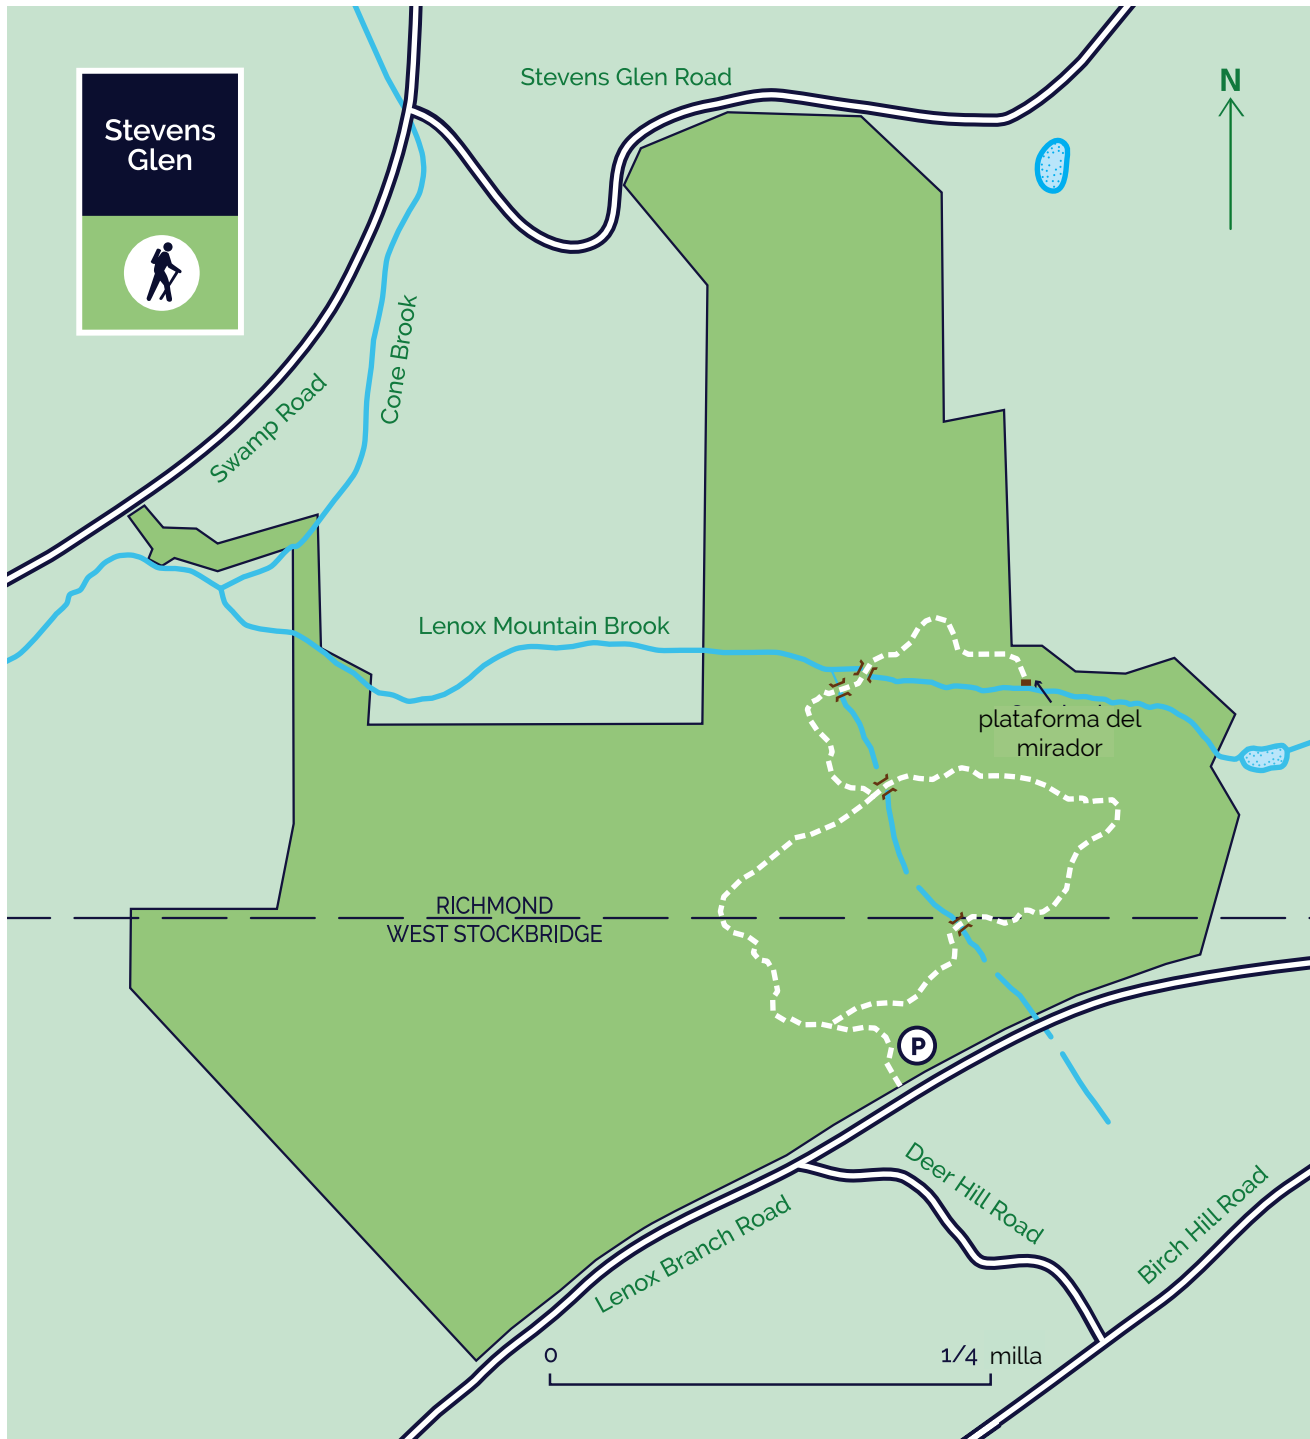 Stevens Glen Road
N
Stevens
Glen
Cone Brook
Swamp Road
Lenox Mountain Brook
plataforma del
mirador
RICHMOND
WEST STOCKBRIDGE
P
Deer Hill Road
Birch Hill Road
Lenox Branch Road
0 1/4 milla